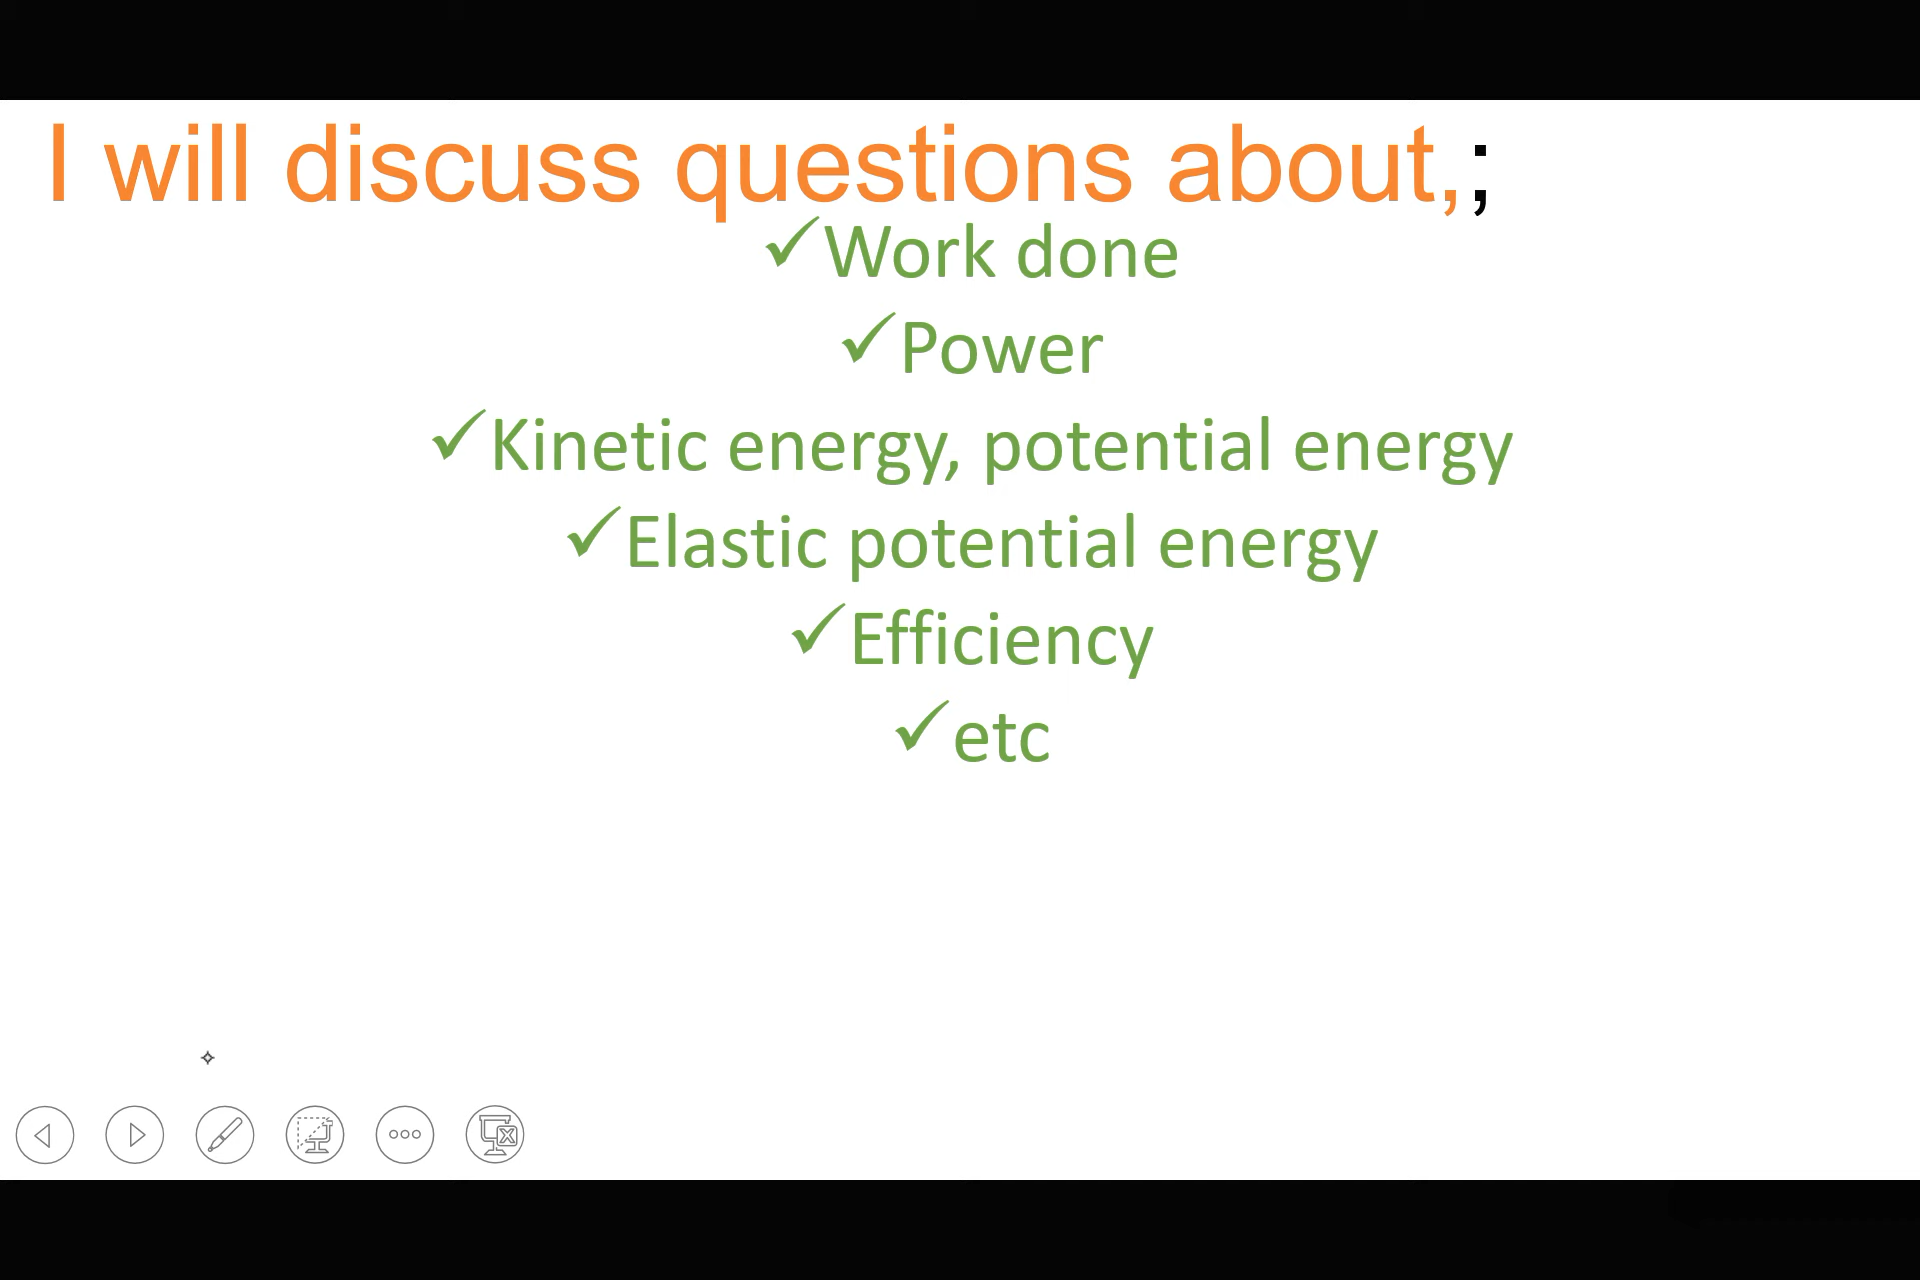 I will discuss questions about,;
✓Work done
✓Power
✓Kinetic energy, potential energy
✓Elastic potential energy
✓Efficiency
✓etc